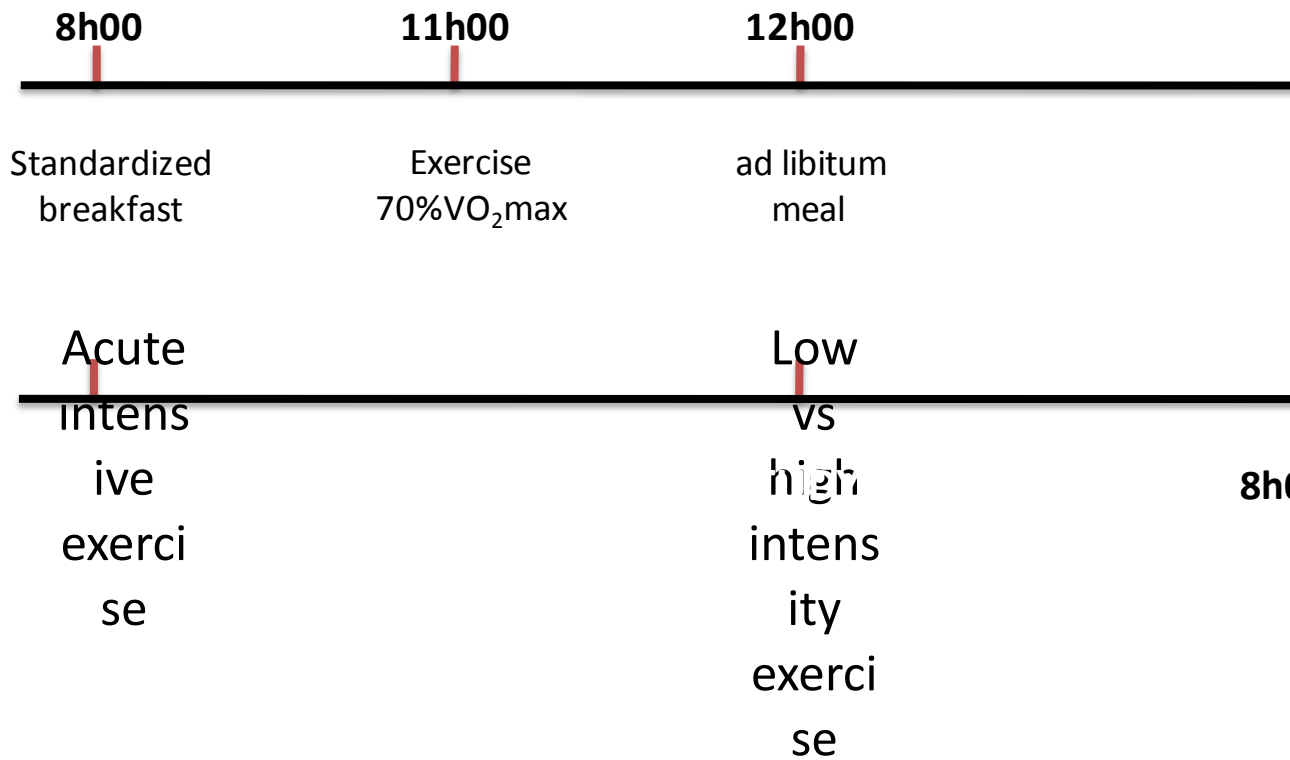 8h00 11h00 12h00
Standardized Exercise ad libitum
breakfast 70%VO₂max meal
Acute
intens
ive
exerci
se
Low
vs
high
intens
ity
exerci
se